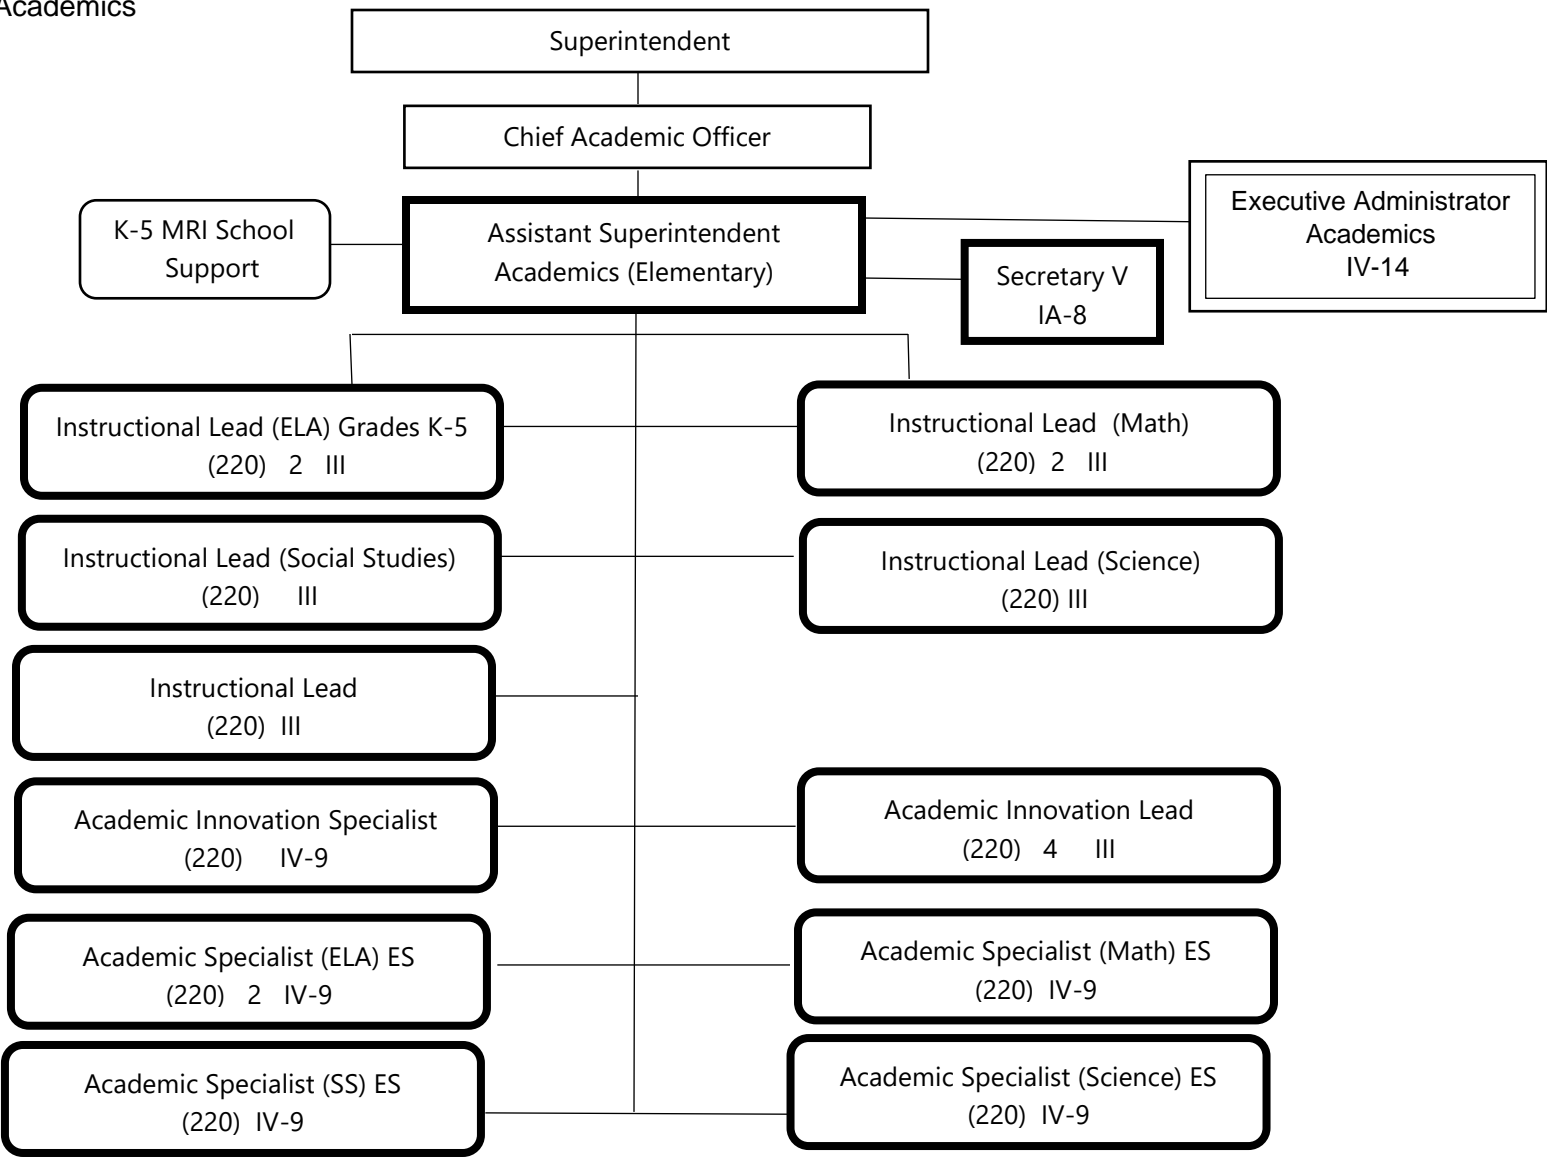 Academics
Superintendent
Chief Academic Officer
K-5 MRI School
Support
Assistant Superintendent
Academics (Elementary)
Executive Administrator
Academics
IV-14
Secretary V
IA-8
Instructional Lead (ELA) Grades K-5
(220) 2 III
Instructional Lead (Math)
(220) 2 III
Instructional Lead (Social Studies)
(220) III
Instructional Lead (Science)
(220) III
Instructional Lead
(220) III
Academic Innovation Specialist
(220) IV-9
Academic Innovation Lead
(220) 4 III
Academic Specialist (ELA) ES
(220) 2 IV-9
Academic Specialist (Math) ES
(220) IV-9
Academic Specialist (SS) ES
(220) IV-9
Academic Specialist (Science) ES
(220) IV-9